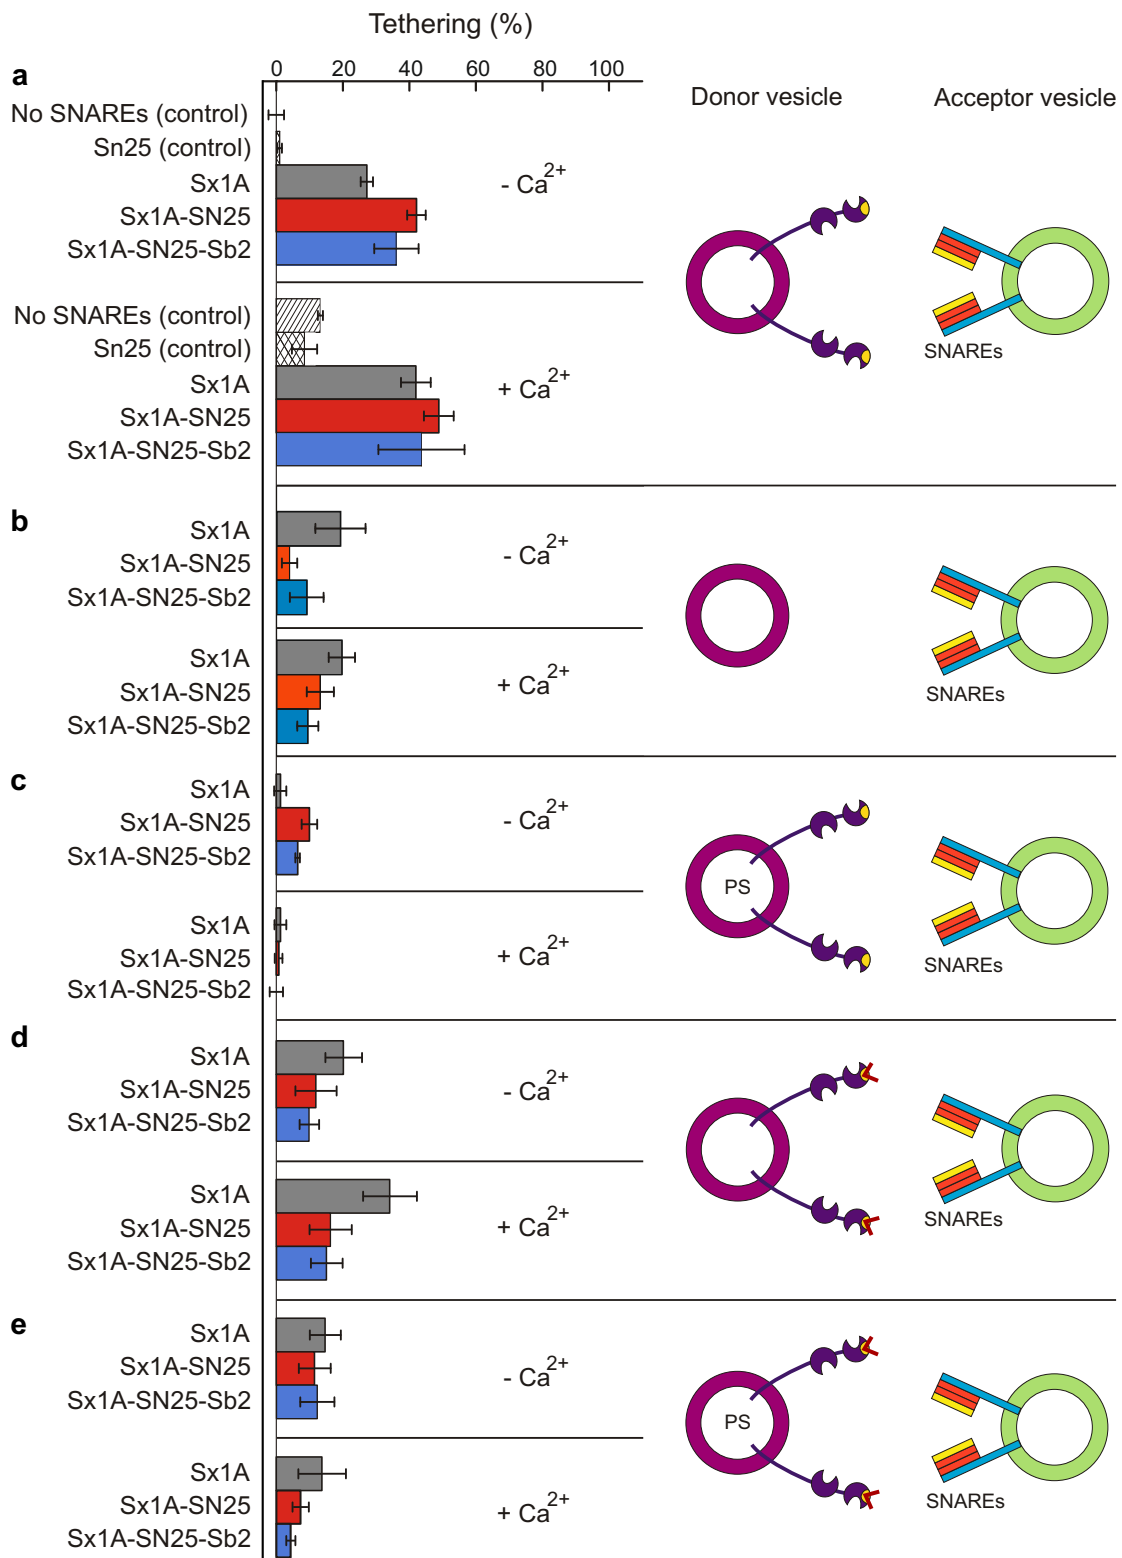 Tethering (%)
a
0 20 40 60 80 100
Donor vesicle
Acceptor vesicle
No SNAREs (control)
Sn25 (control)
Sx1A
Sx1A-SN25
Sx1A-SN25-Sb2
- Ca2+
No SNAREs (control)
Sn25 (control)
Sx1A
Sx1A-SN25
Sx1A-SN25-Sb2
+ Ca2+
SNAREs
b
Sx1A
Sx1A-SN25
Sx1A-SN25-Sb2
- Ca2+
Sx1A
Sx1A-SN25
Sx1A-SN25-Sb2
+ Ca2+
SNAREs
c
Sx1A
Sx1A-SN25
Sx1A-SN25-Sb2
- Ca2+
Sx1A
Sx1A-SN25
Sx1A-SN25-Sb2
+ Ca2+
PS
SNAREs
d
Sx1A
Sx1A-SN25
Sx1A-SN25-Sb2
- Ca2+
Sx1A
Sx1A-SN25
Sx1A-SN25-Sb2
+ Ca2+
SNAREs
e
Sx1A
Sx1A-SN25
Sx1A-SN25-Sb2
- Ca2+
Sx1A
Sx1A-SN25
Sx1A-SN25-Sb2
+ Ca2+
PS
SNAREs